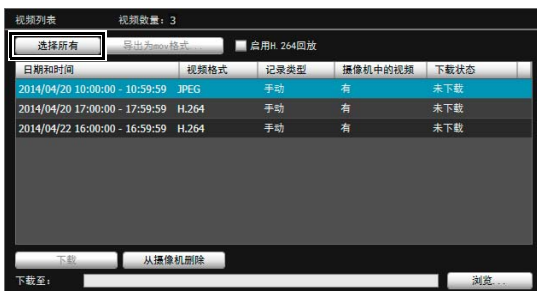 视频列表 视频数量：3
选择所有 导出为mov格式... 启用H.264回放
日期和时间 视频格式 记录类型 摄像机中的视频 下载状态
2014/04/20 10:00:00 - 10:59:59 JPEG 手动 有 未下载
2014/04/20 17:00:00 - 17:59:59 H.264 手动 有 未下载
2014/04/22 16:00:00 - 16:59:59 H.264 手动 有 未下载
下载 从摄像机删除
下载至： 浏览...